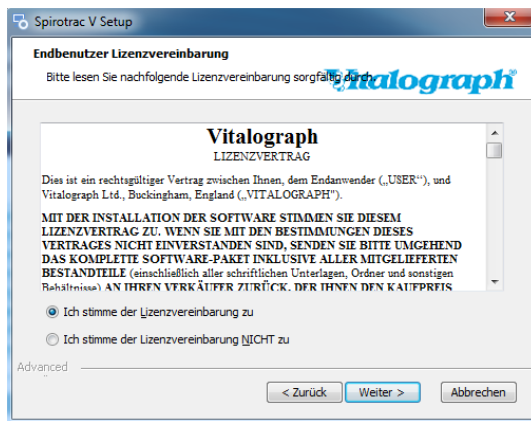 Spirotrac V Setup
Endbenutzer Lizenzvereinbarung
Bitte lesen Sie nachfolgende Lizenzvereinbarung sorgfältig durch.
Vitalograph®
Vitalograph
LIZENZVERTRAG
Dies ist ein rechtsgültiger Vertrag zwischen Ihnen, dem Endanwender („USER“), und
Vitalograph Ltd., Buckingham, England („VITALOGRAPH").
MIT DER INSTALLATION DER SOFTWARE STIMMEN SIE DIESEM
LIZENZVERTRAG ZU. WENN SIE MIT DEN BESTIMMUNGEN DIESES
VERTRAGES NICHT EINVERSTANDEN SIND, SENDEN SIE BITTE UMGEHEND
DAS KOMPLETTE SOFTWARE-PAKET INKLUSIVE ALLER MITGELIEFERTEN
BESTANDTEILE (einschließlich aller schriftlichen Unterlagen, Ordner und sonstigen
Behältnisse) AN IHREN VERKÄUFER ZURÜCK, DER IHNEN DEN KAUFPREIS
Ich stimme der Lizenzvereinbarung zu
Ich stimme der Lizenzvereinbarung NICHT zu
Advanced
< Zurück
Weiter >
Abbrechen